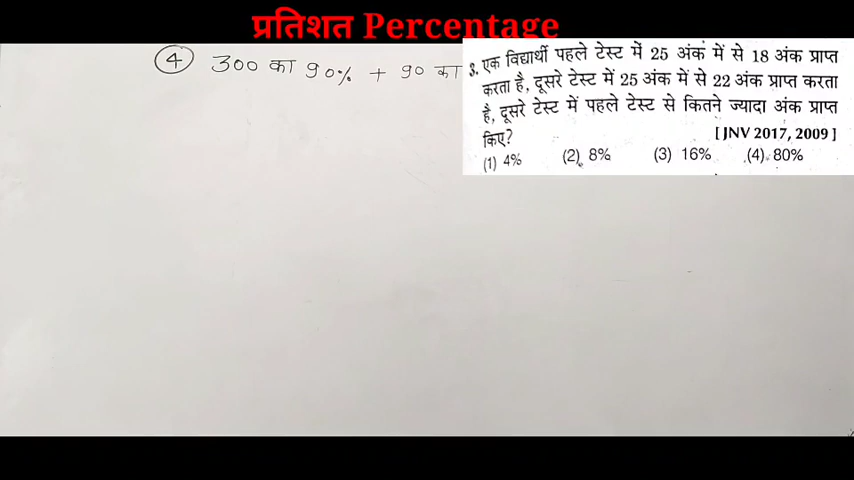 प्रतिशत Percentage
④ 300 का 90% + 90 का
3. एक विद्यार्थी पहले टेस्ट में 25 अंक में से 18 अंक प्राप्त
करता है, दूसरे टेस्ट में 25 अंक में से 22 अंक प्राप्त करता
है, दूसरे टेस्ट में पहले टेस्ट से कितने ज्यादा अंक प्राप्त
किए?
[JNV 2017, 2009]
(1) 4% (2) 8% (3) 16% (4) 80%